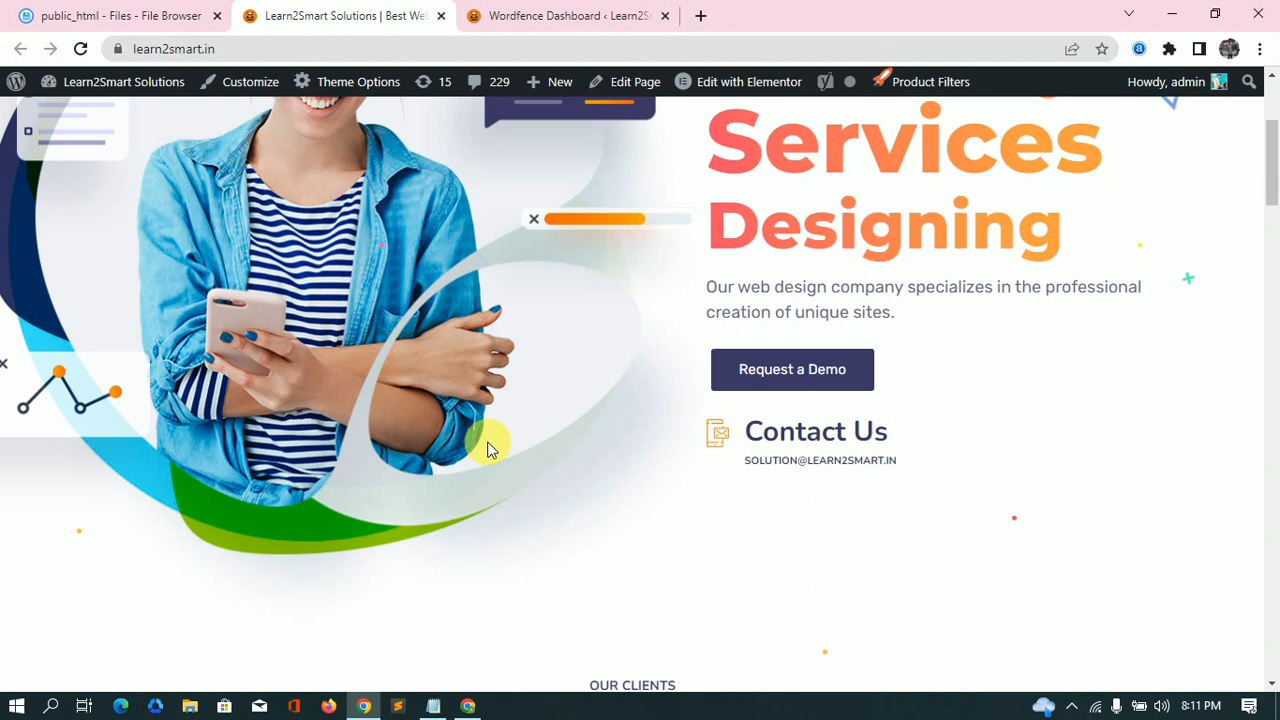 public_html - Files - File Browser
Learn2Smart Solutions | Best Web
Wordfence Dashboard ‹ Learn2S
learn2smart.in
Learn2Smart Solutions
Customize
Theme Options
15
229
New
Edit Page
Edit with Elementor
Product Filters
Howdy, admin
Services
Designing
Our web design company specializes in the professional
creation of unique sites.
Request a Demo
Contact Us
SOLUTION@LEARN2SMART.IN
OUR CLIENTS
8:11 PM